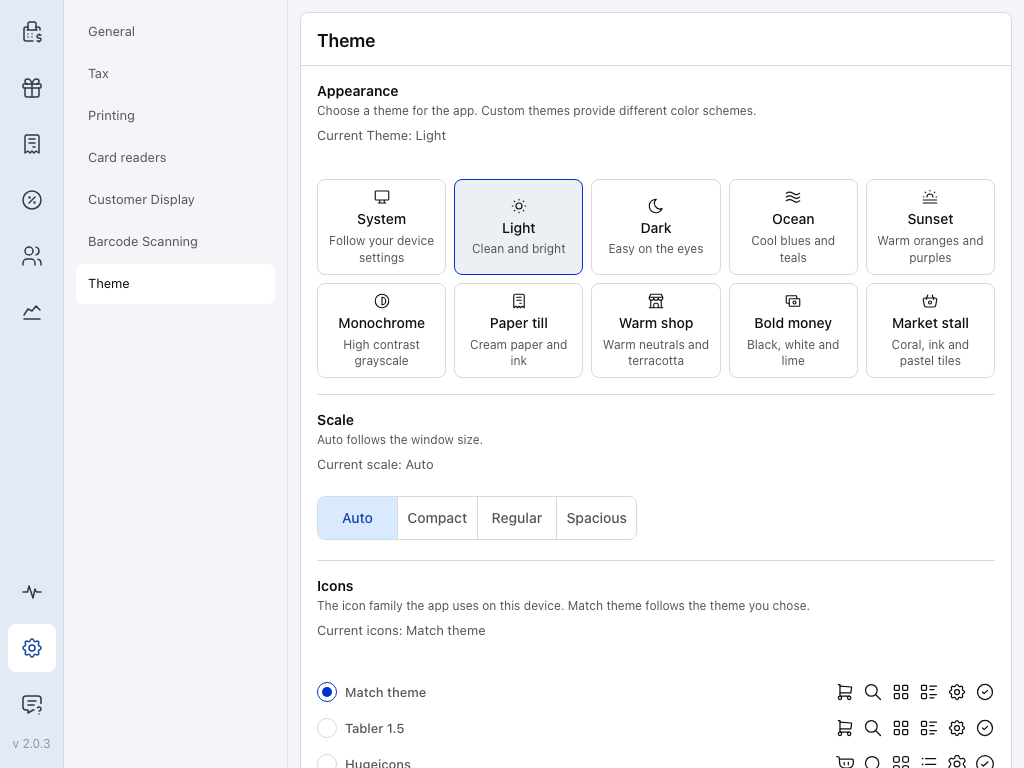 General
Tax
Printing
Card readers
Customer Display
Barcode Scanning
Theme
v 2.0.3
Theme
Appearance
Choose a theme for the app. Custom themes provide different color schemes.
Current Theme: Light
System
Follow your device
settings
Light
Clean and bright
Dark
Easy on the eyes
Ocean
Cool blues and
teals
Sunset
Warm oranges and
purples
Monochrome
High contrast
grayscale
Paper till
Cream paper and
ink
Warm shop
Warm neutrals and
terracotta
Bold money
Black, white and
lime
Market stall
Coral, ink and
pastel tiles
Scale
Auto follows the window size.
Current scale: Auto
Auto
Compact
Regular
Spacious
Icons
The icon family the app uses on this device. Match theme follows the theme you chose.
Current icons: Match theme
Match theme
Tabler 1.5
Hugeicons